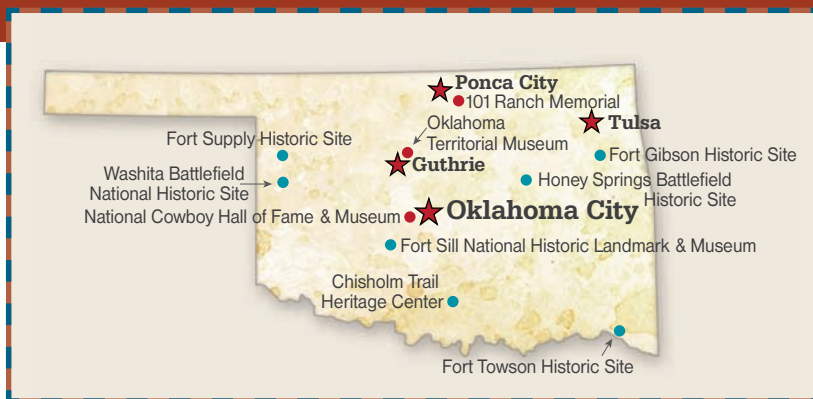 Ponca City
101 Ranch Memorial
Oklahoma
Territorial Museum
Tulsa
Fort Supply Historic Site
Guthrie
Fort Gibson Historic Site
Washita Battlefield
National Historic Site
Honey Springs Battlefield
Historic Site
National Cowboy Hall of Fame & Museum
Oklahoma City
Fort Sill National Historic Landmark & Museum
Chisholm Trail
Heritage Center
Fort Towson Historic Site